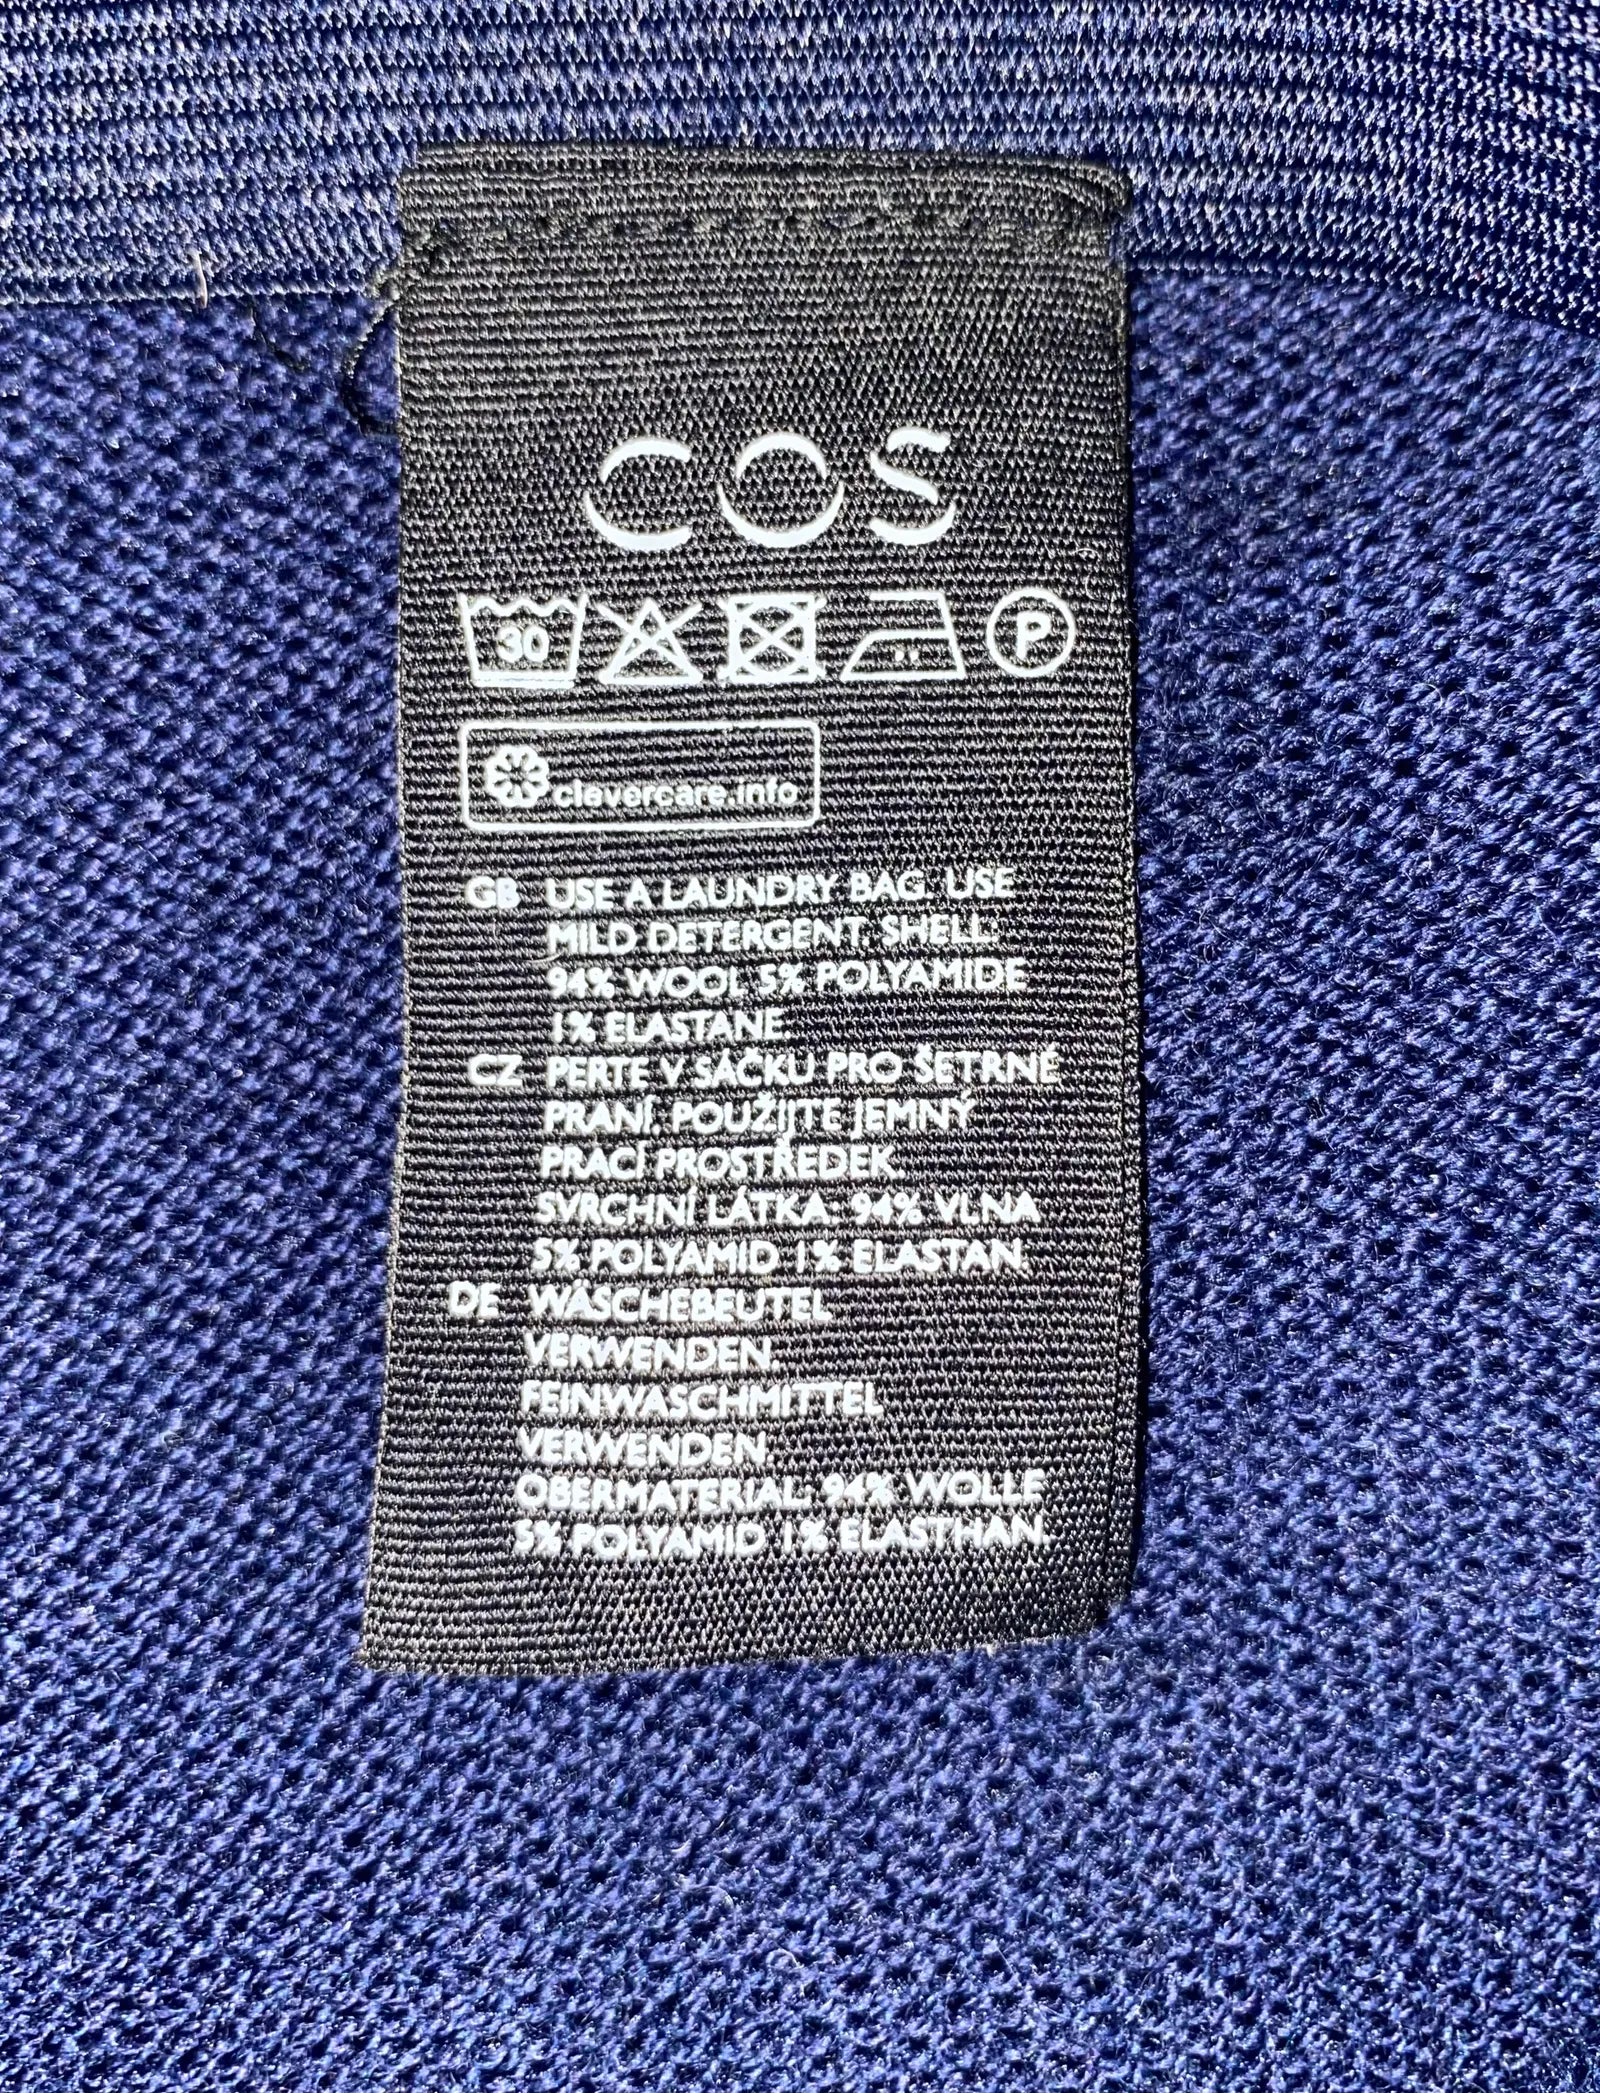 COS
30 P
clevercare.info
GB USE A LAUNDRY BAG. USE
MILD DETERGENT. SHELL:
94% WOOL 5% POLYAMIDE
1% ELASTANE
CZ PERTE V SÁČKU PRO ŠETRNÉ
PRANÍ. POUŽIJTE JEMNÝ
PRACÍ PROSTŘEDEK.
SVRCHNÍ LÁTKA: 94% VLNA
5% POLYAMID 1% ELASTAN
DE WÄSCHEBEUTEL
VERWENDEN.
FEINWASCHMITTEL
VERWENDEN.
OBERMATERIAL: 94% WOLLE
5% POLYAMID 1% ELASTHAN